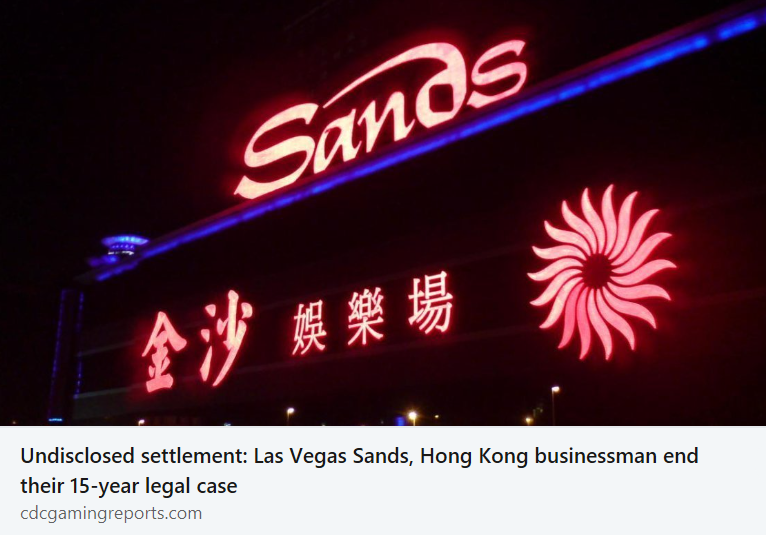 Sands
金沙 娛樂場
Undisclosed settlement: Las Vegas Sands, Hong Kong businessman end
their 15-year legal case
cdcgamingreports.com